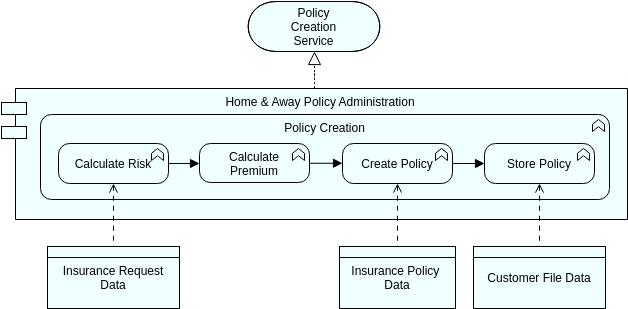 Policy
Creation
Service
Home & Away Policy Administration
Policy Creation
Calculate Risk
Calculate
Premium
Create Policy
Store Policy
Insurance Request
Data
Insurance Policy
Data
Customer File Data